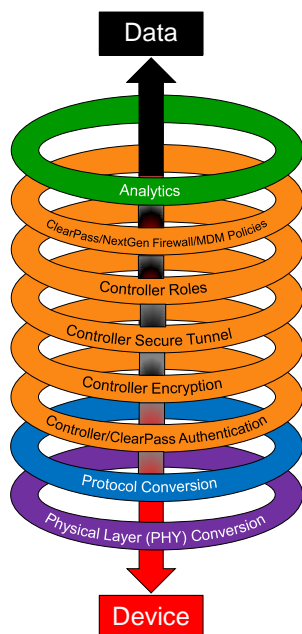 Data
Analytics
ClearPass/NextGen Firewall/MDM Policies
Controller Roles
Controller Secure Tunnel
Controller Encryption
Controller/ClearPass Authentication
Protocol Conversion
Physical Layer (PHY) Conversion
Device